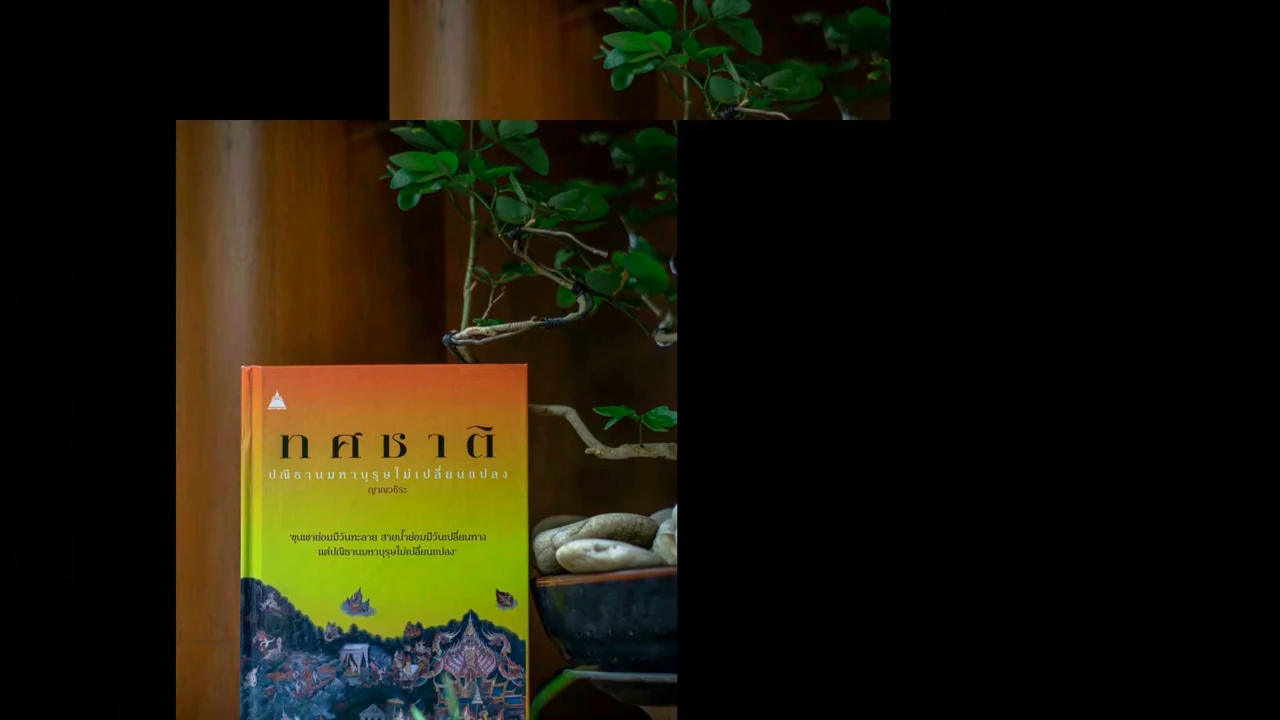 ทศชาติ
ปณิธานมหาบุรุษไม่เปลี่ยนแปลง
ญาณวชิระ
"ขุนเขาย่อมมีวันทะลาย สายน้ำย่อมมีวันเปลี่ยนทาง
แต่ปณิธานมหาบุรุษไม่เปลี่ยนแปลง"